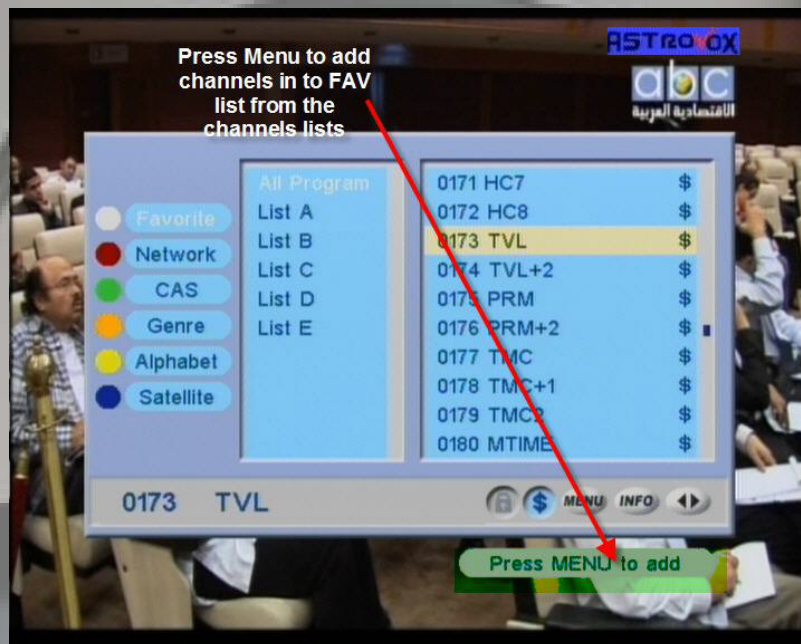 ASTROVOX
Press Menu to add
channels in to FAV
list from the
channels lists
abc
الاقتصادية العربية
Favorite
Network
CAS
Genre
Alphabet
Satellite
All Program
List A
List B
List C
List D
List E
0171 HC7 $
0172 HC8 $
0173 TVL $
0174 TVL+2 $
0175 PRM $
0176 PRM+2 $
0177 TMC $
0178 TMC+1 $
0179 TMC2 $
0180 MTIME $
0173 TVL
$ MENU INFO
Press MENU to add